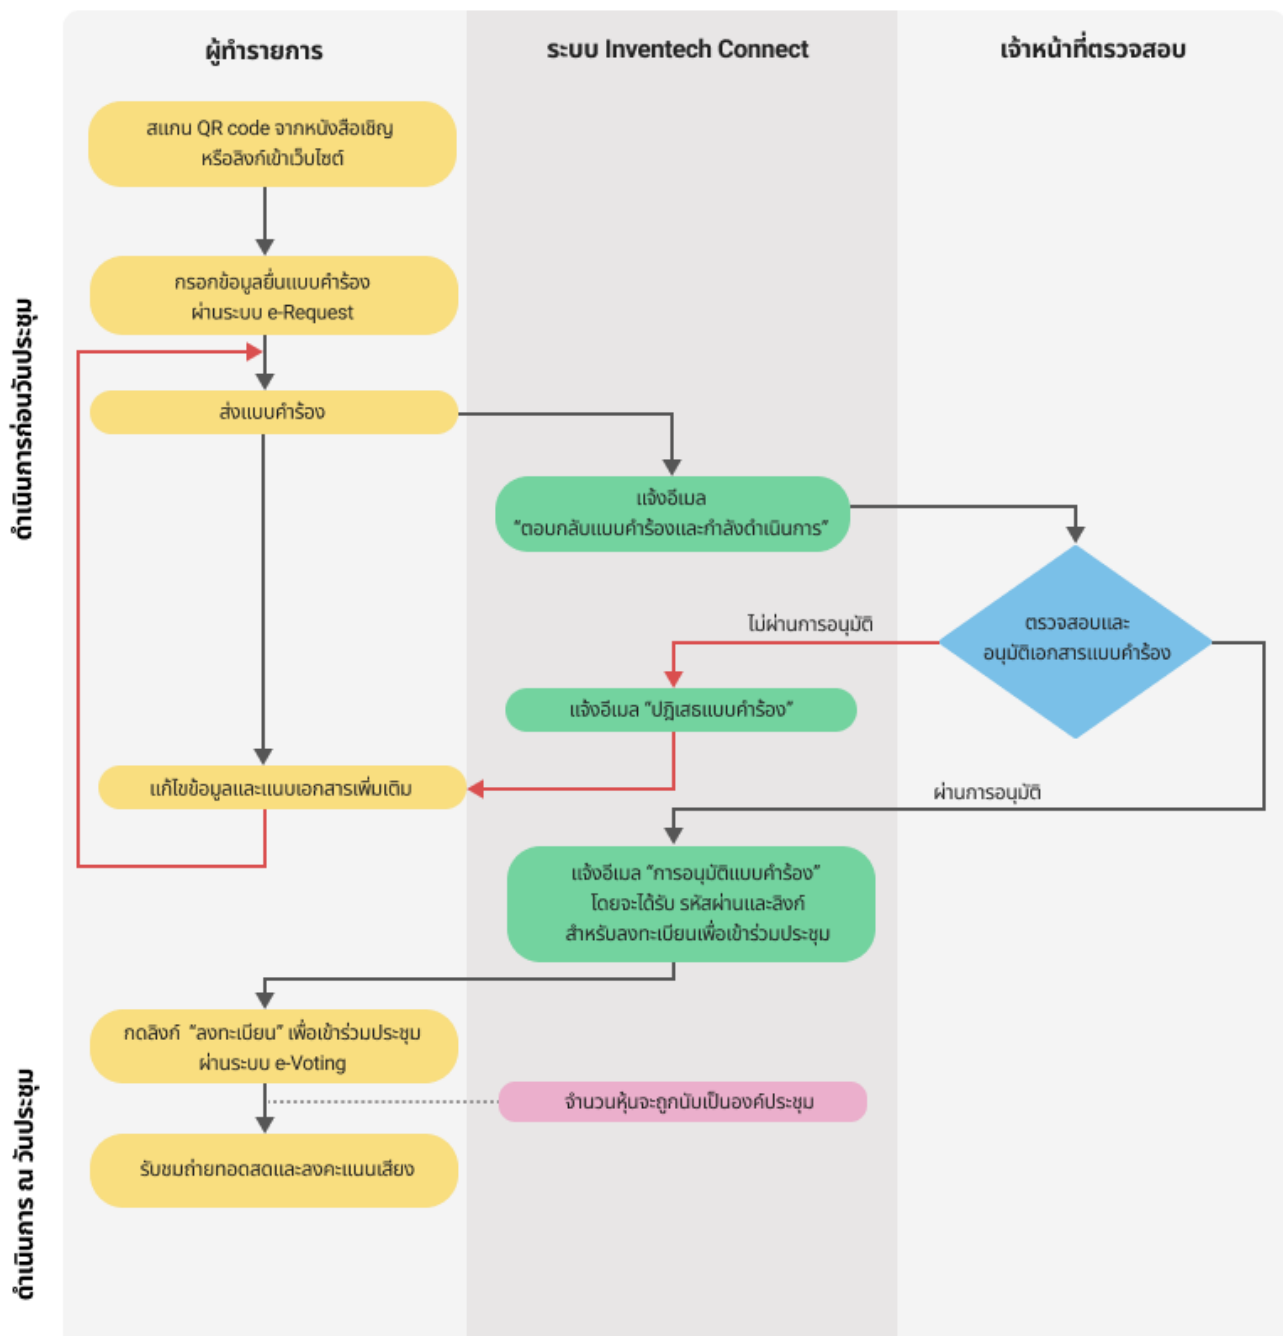 ผู้ทำรายการ
ระบบ Inventech Connect
เจ้าหน้าที่ตรวจสอบ
ดำเนินการก่อนวันประชุม
สแกน QR code จากหนังสือเชิญ
หรือลิงก์เข้าเว็บไซต์
กรอกข้อมูลยื่นแบบคำร้อง
ผ่านระบบ e-Request
ส่งแบบคำร้อง
แจ้งอีเมล
“ตอบกลับแบบคำร้องและกำลังดำเนินการ”
ตรวจสอบและ
อนุมัติเอกสารแบบคำร้อง
ไม่ผ่านการอนุมัติ
แจ้งอีเมล “ปฏิเสธแบบคำร้อง”
แก้ไขข้อมูลและแนบเอกสารเพิ่มเติม
ผ่านการอนุมัติ
แจ้งอีเมล “การอนุมัติแบบคำร้อง”
โดยจะได้รับ รหัสผ่านและลิงก์
สำหรับลงทะเบียนเพื่อเข้าร่วมประชุม
ดำเนินการ ณ วันประชุม
กดลิงก์ “ลงทะเบียน” เพื่อเข้าร่วมประชุม
ผ่านระบบ e-Voting
จำนวนหุ้นจะถูกนับเป็นองค์ประชุม
รับชมถ่ายทอดสดและลงคะแนนเสียง